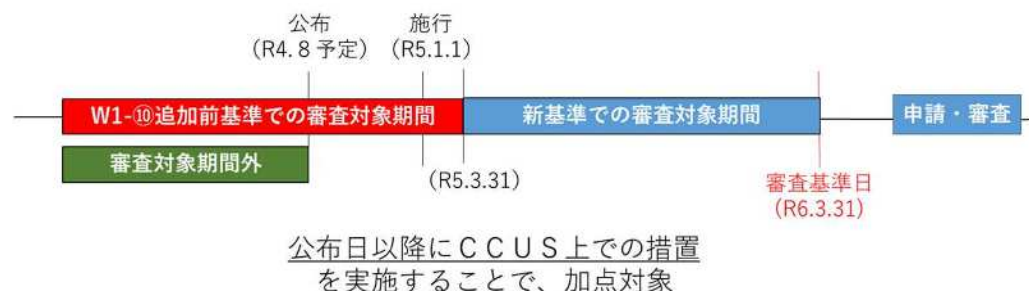 公布
(R4. 8 予定)
施行
(R5.1.1)
W1-⑩追加前基準での審査対象期間
新基準での審査対象期間
申請・審査
審査対象期間外
(R5.3.31)
審査基準日
(R6.3.31)
公布日以降にＣＣＵＳ上での措置
を実施することで、加点対象